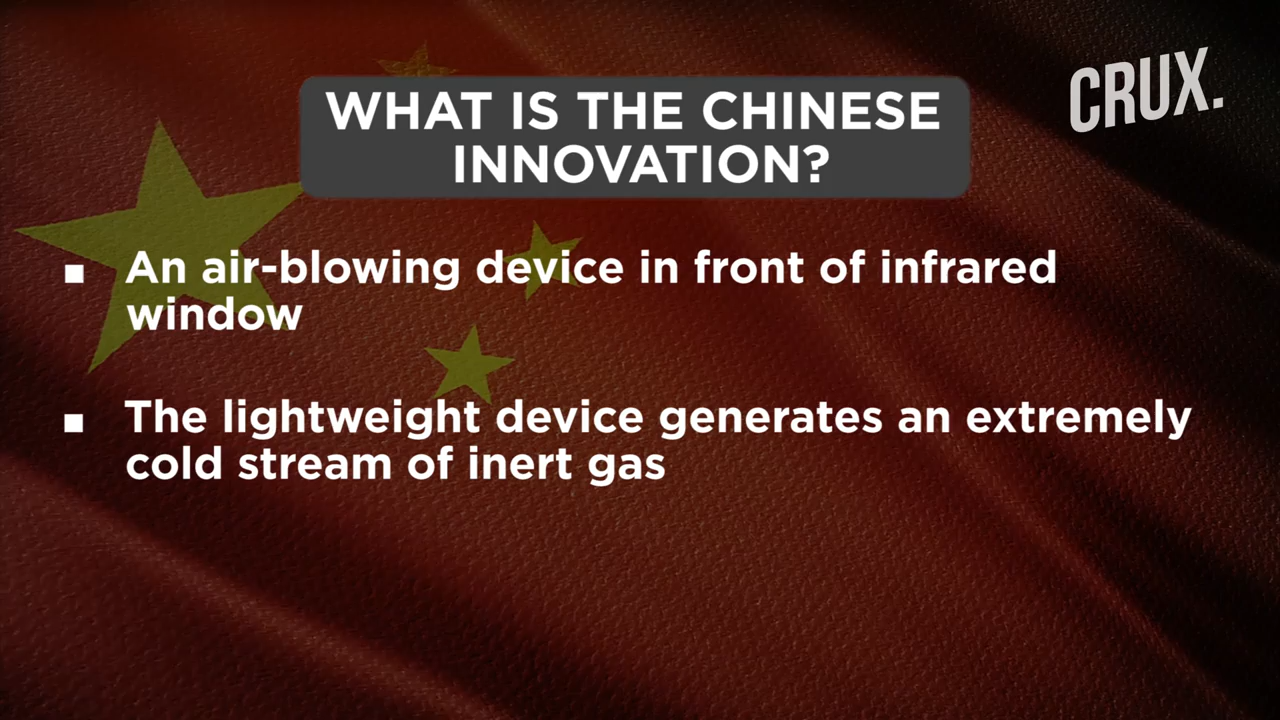 CRUX.
WHAT IS THE CHINESE
INNOVATION?
▪ An air-blowing device in front of infrared
window
▪ The lightweight device generates an extremely
cold stream of inert gas